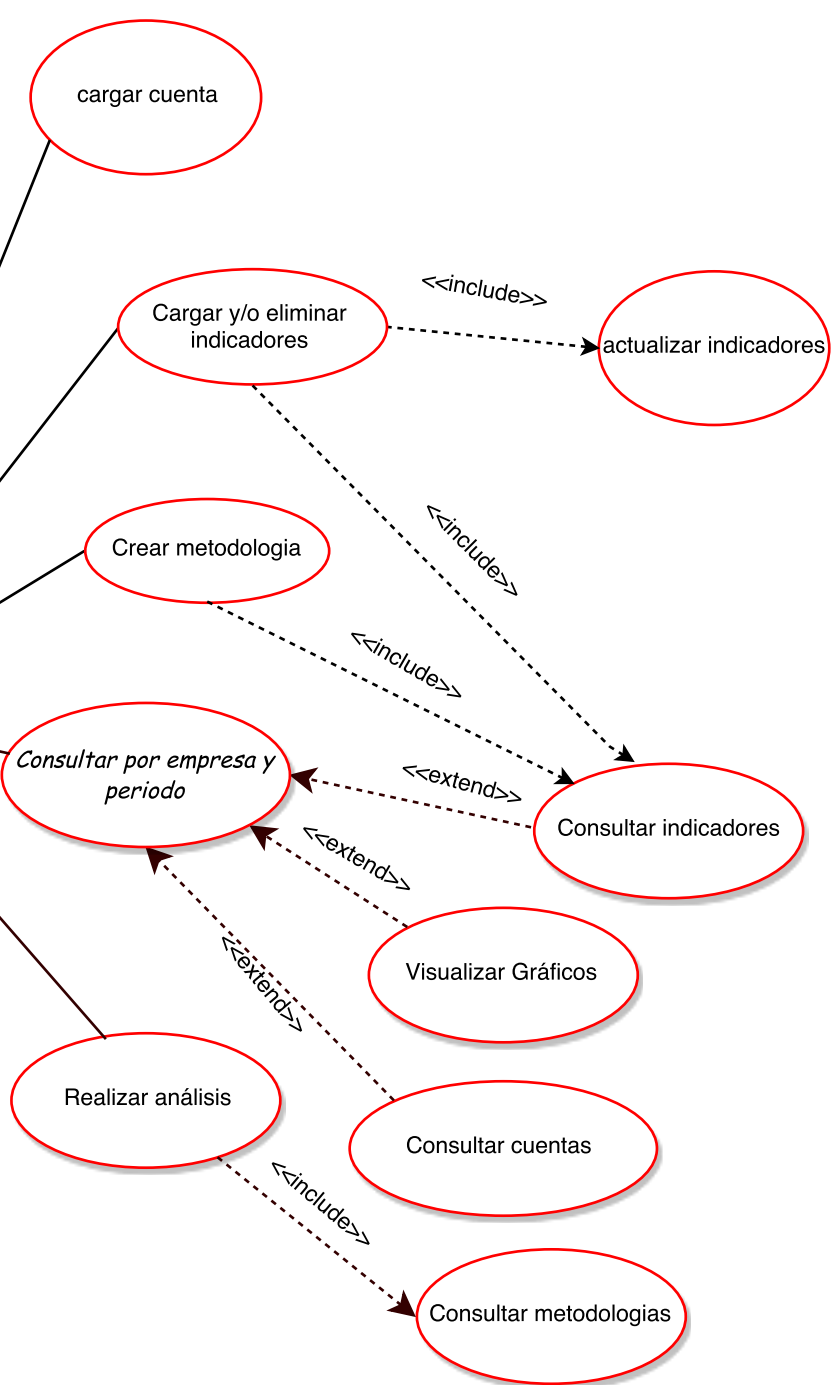 cargar cuenta
<<include>>
Cargar y/o eliminar
indicadores
actualizar indicadores
<<include>>
Crear metodologia
<<include>>
Consultar por empresa y
periodo
<<extend>>
Consultar indicadores
<<extend>>
Visualizar Gráficos
<<extend>>
Realizar análisis
Consultar cuentas
<<include>>
Consultar metodologias